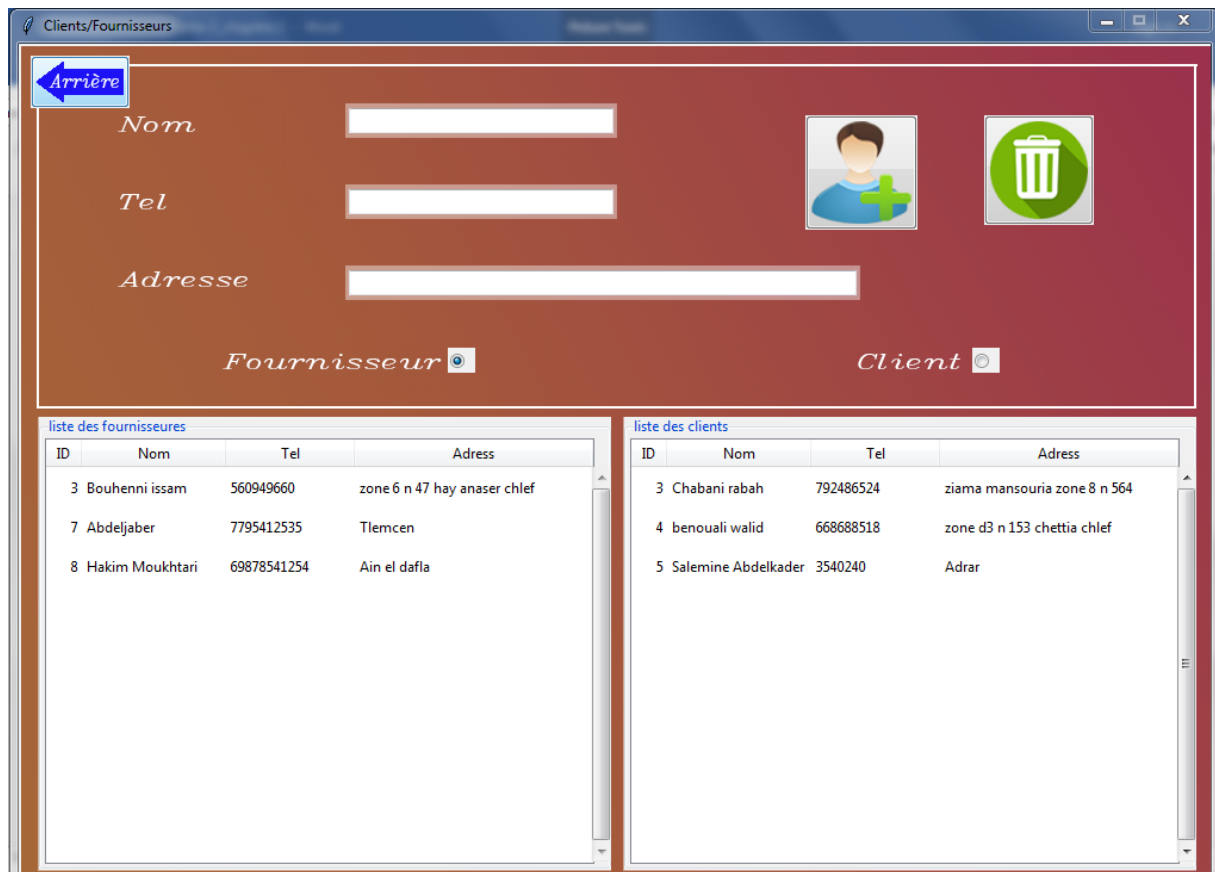 Clients/Fournisseurs
Arrière
Nom
Tel
Adresse
Fournisseur
Client
liste des fournisseures
ID Nom Tel Adress
3 Bouhenni issam 560949660 zone 6 n 47 hay anaser chlef
7 Abdeljaber 7795412535 Tlemcen
8 Hakim Moukhtari 69878541254 Ain el dafla
liste des clients
ID Nom Tel Adress
3 Chabani rabah 792486524 ziama mansouria zone 8 n 564
4 benouali walid 668688518 zone d3 n 153 chettia chlef
5 Salemine Abdelkader 3540240 Adrar